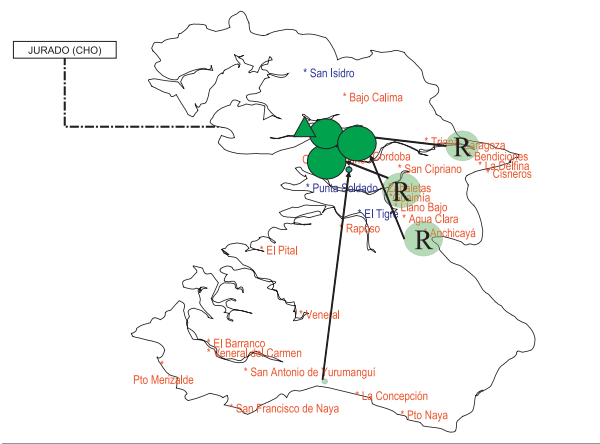 JURADO (CHO)
* San Isidro
* Bajo Calima
* Triana
Zaragoza
Cordoba
* Bendiciones
* La Delfina
* Cisneros
* San Cipriano
* Punta Soldado
* Llano Bajo
* El Tigre
* Agua Clara
* Raposo
* Anchicayá
* El Pital
* Veneral
* El Barranco
* Veneral del Carmen
* San Antonio de Yurumanguí
* Pto Merizalde
* La Concepción
* San Francisco de Naya
* Pto Naya
R
R
R